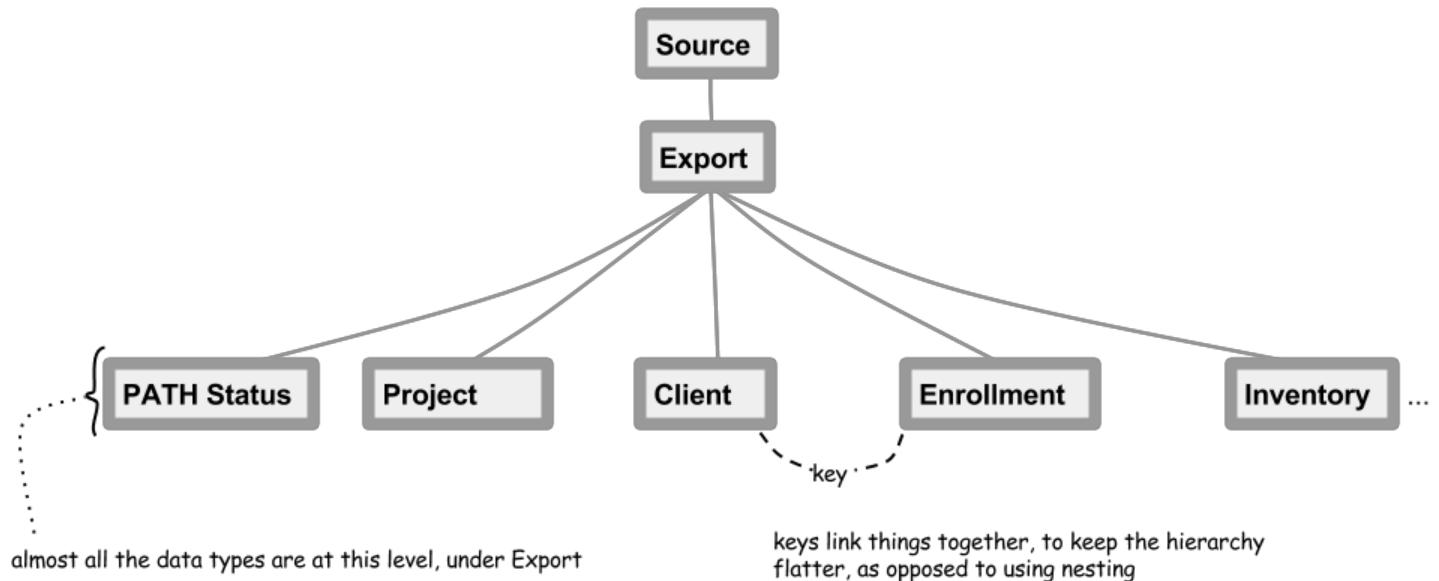 Source
Export
PATH Status
Project
Client
Enrollment
Inventory
...
key
almost all the data types are at this level, under Export
keys link things together, to keep the hierarchy
flatter, as opposed to using nesting